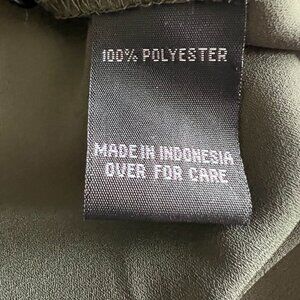 100% POLYESTER
MADE IN INDONESIA
OVER FOR CARE